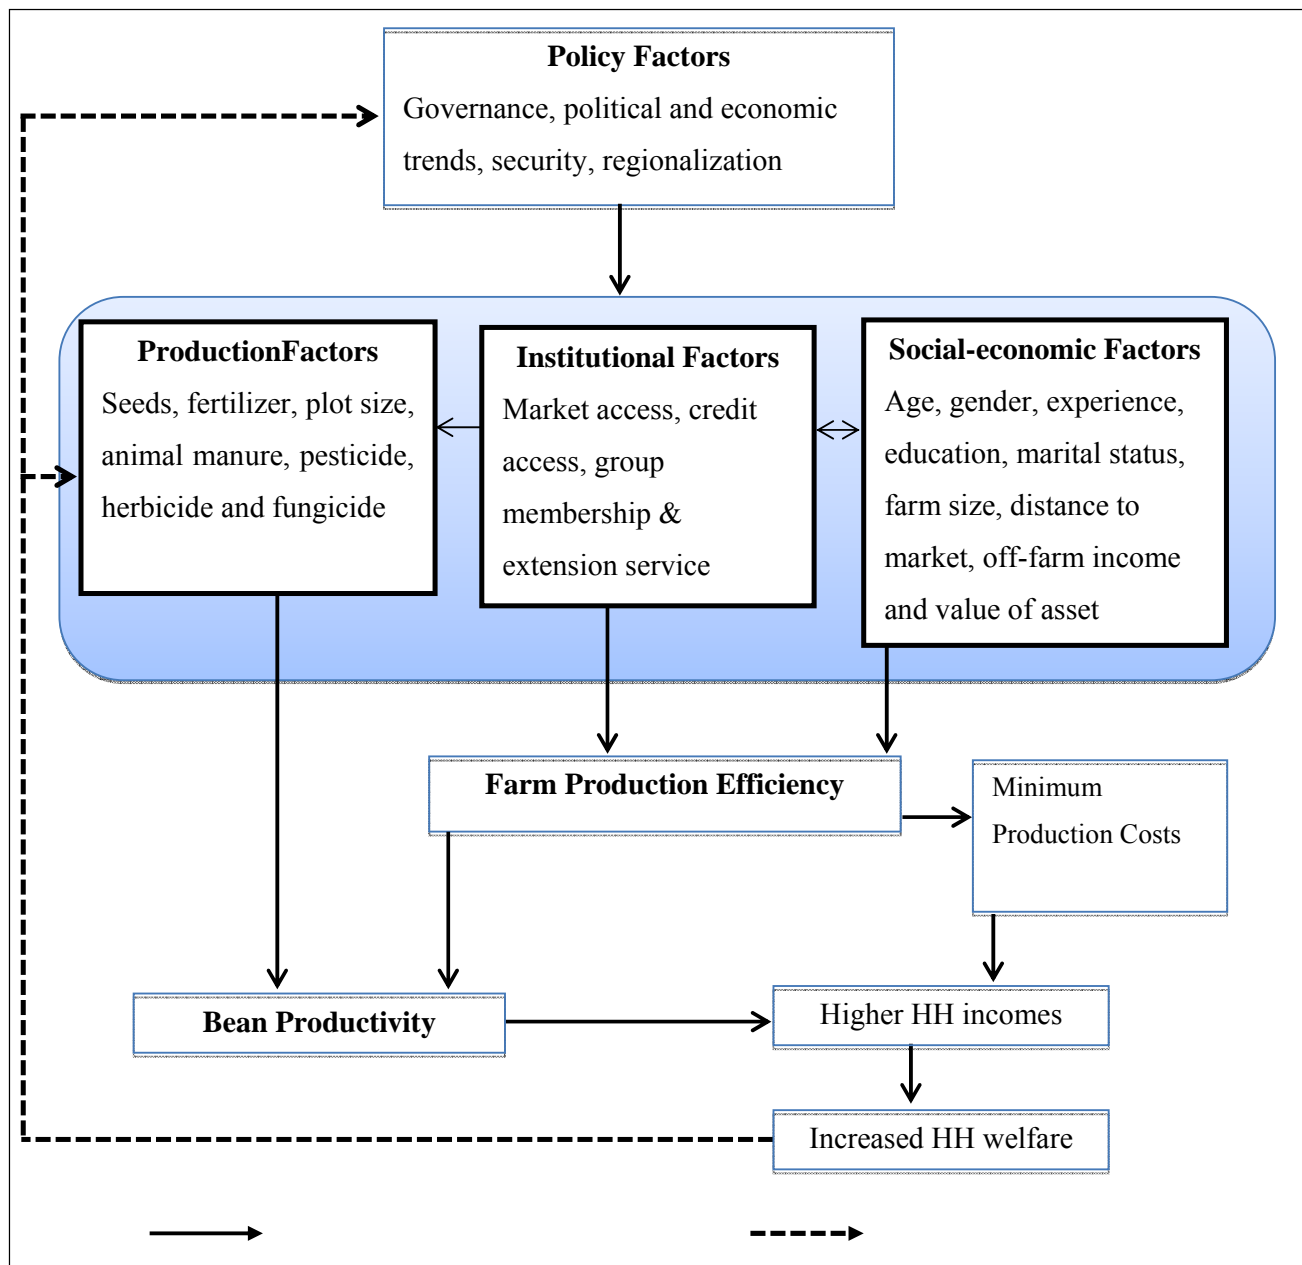 Policy Factors
Governance, political and economic
trends, security, regionalization
ProductionFactors
Seeds, fertilizer, plot size,
animal manure, pesticide,
herbicide and fungicide
Institutional Factors
Market access, credit
access, group
membership &
extension service
Social-economic Factors
Age, gender, experience,
education, marital status,
farm size, distance to
market, off-farm income
and value of asset
Farm Production Efficiency
Minimum
Production Costs
Bean Productivity
Higher HH incomes
Increased HH welfare